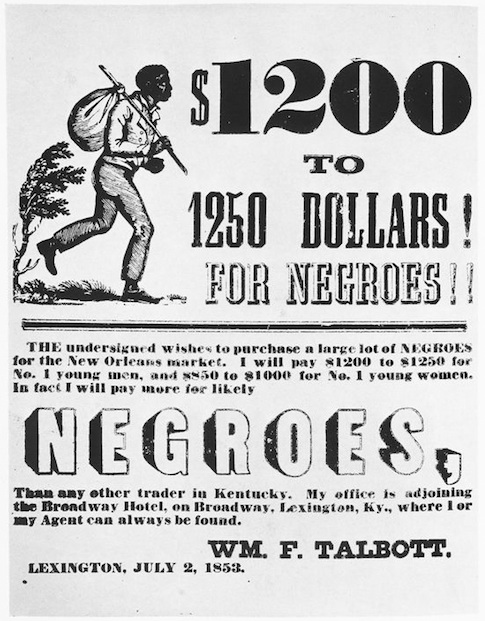 $1200
TO
1250 DOLLARS!
FOR NEGROES!!
THE undersigned wishes to purchase a large lot of NEGROES
for the New Orleans market. I will pay $1200 to $1250 for
No. 1 young men, and $850 to $1000 for No. 1 young women.
In fact I will pay more for likely
NEGROES,
Than any other trader in Kentucky. My office is adjoining
the Broadway Hotel, on Broadway, Lexington, Ky., where I or
my Agent can always be found.
WM. F. TALBOTT.
LEXINGTON, JULY 2, 1853.